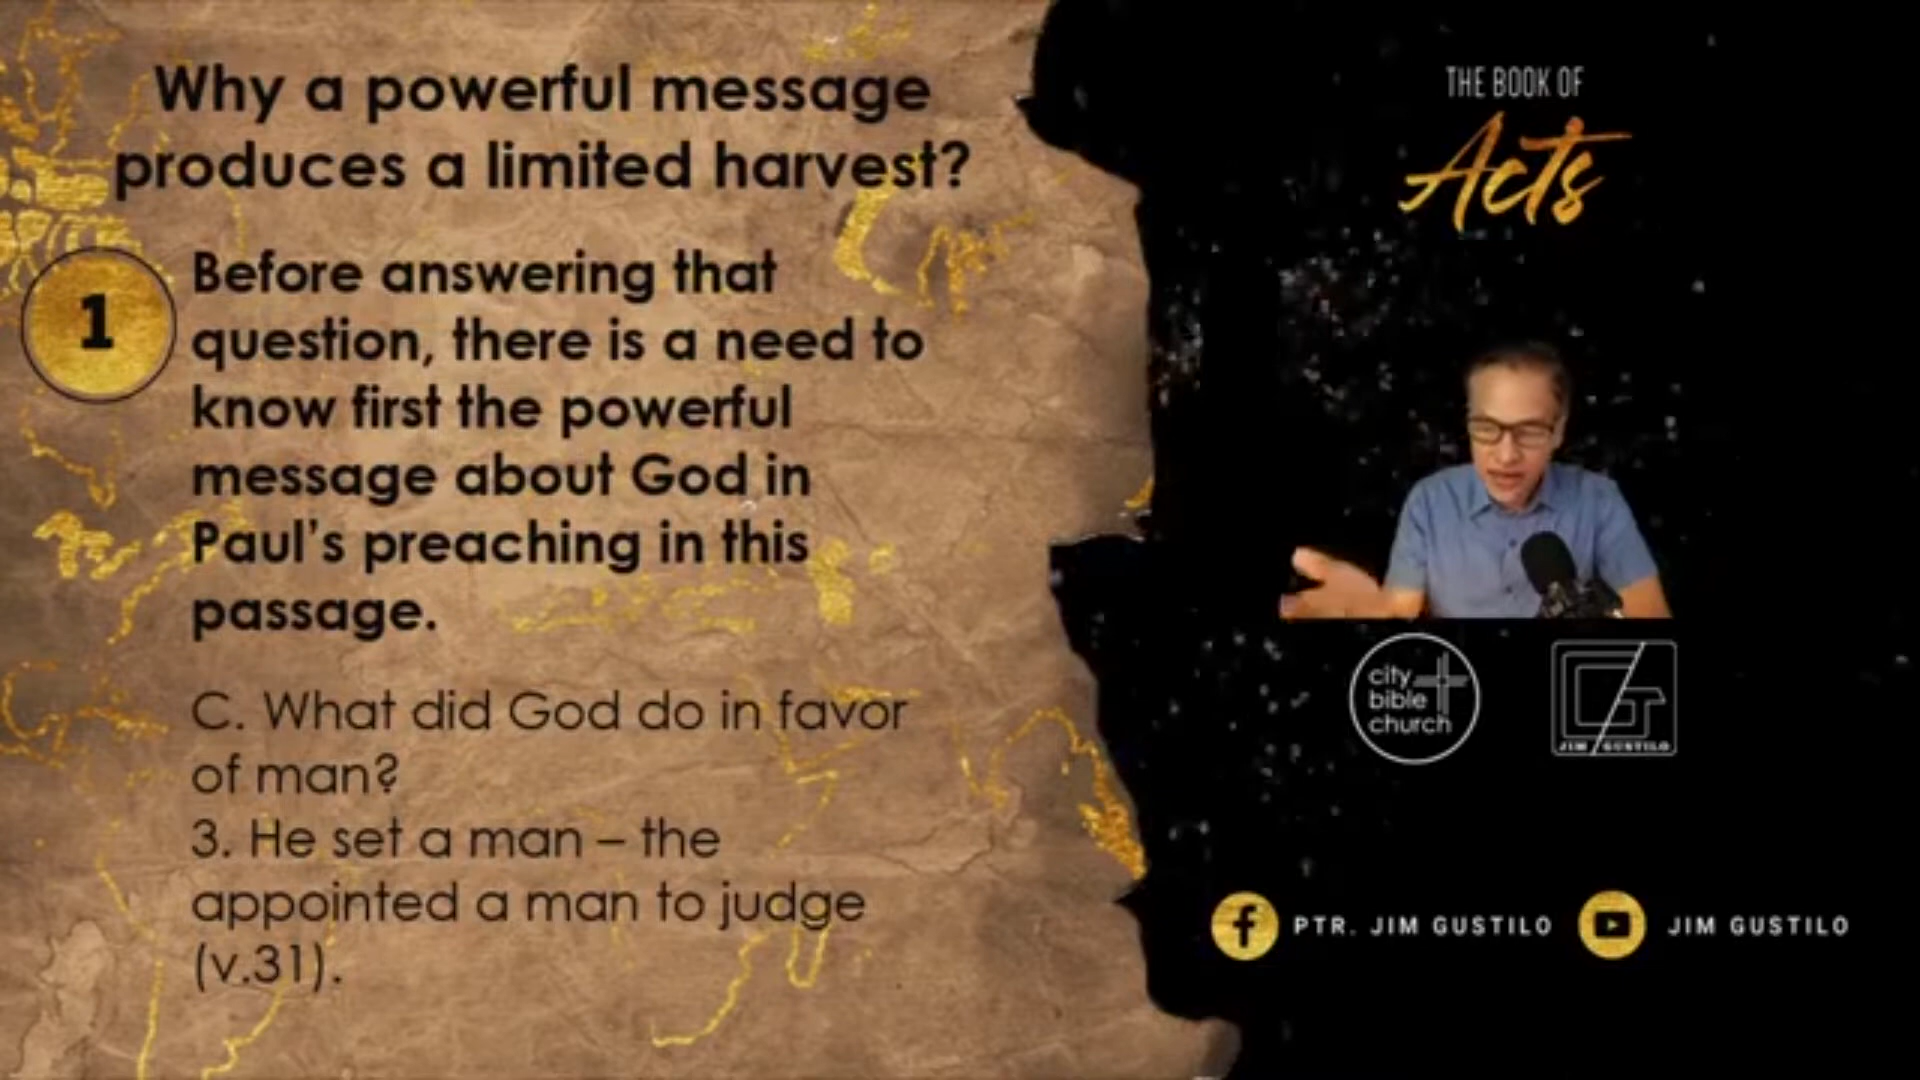 Why a powerful message
produces a limited harvest?
1
Before answering that
question, there is a need to
know first the powerful
message about God in
Paul's preaching in this
passage.
C. What did God do in favor
of man?
3. He set a man – the
appointed a man to judge
(v.31).
THE BOOK OF
Acts
city
bible
church
JIM GUSTILO
PTR. JIM GUSTILO
JIM GUSTILO